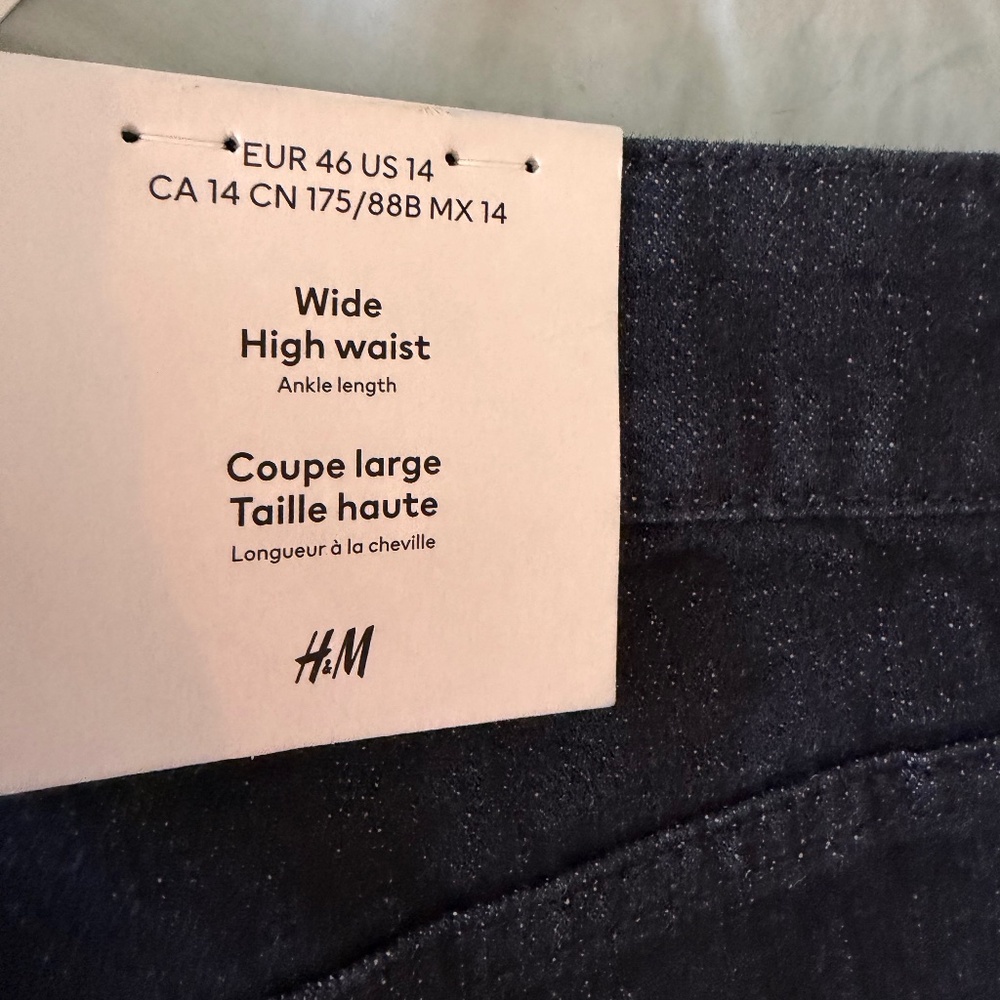 EUR 46 US 14
CA 14 CN 175/88B MX 14
Wide
High waist
Ankle length
Coupe large
Taille haute
Longueur à la cheville
H&M